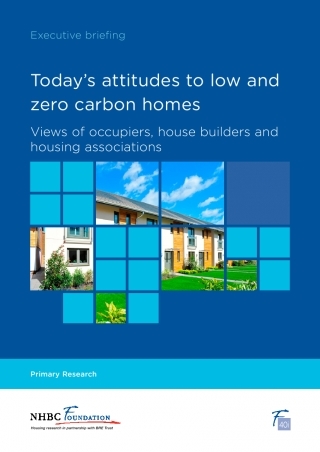 Executive briefing
Today's attitudes to low and
zero carbon homes
Views of occupiers, house builders and
housing associations
Primary Research
NHBC Foundation
Housing research in partnership with BRE Trust
F
40